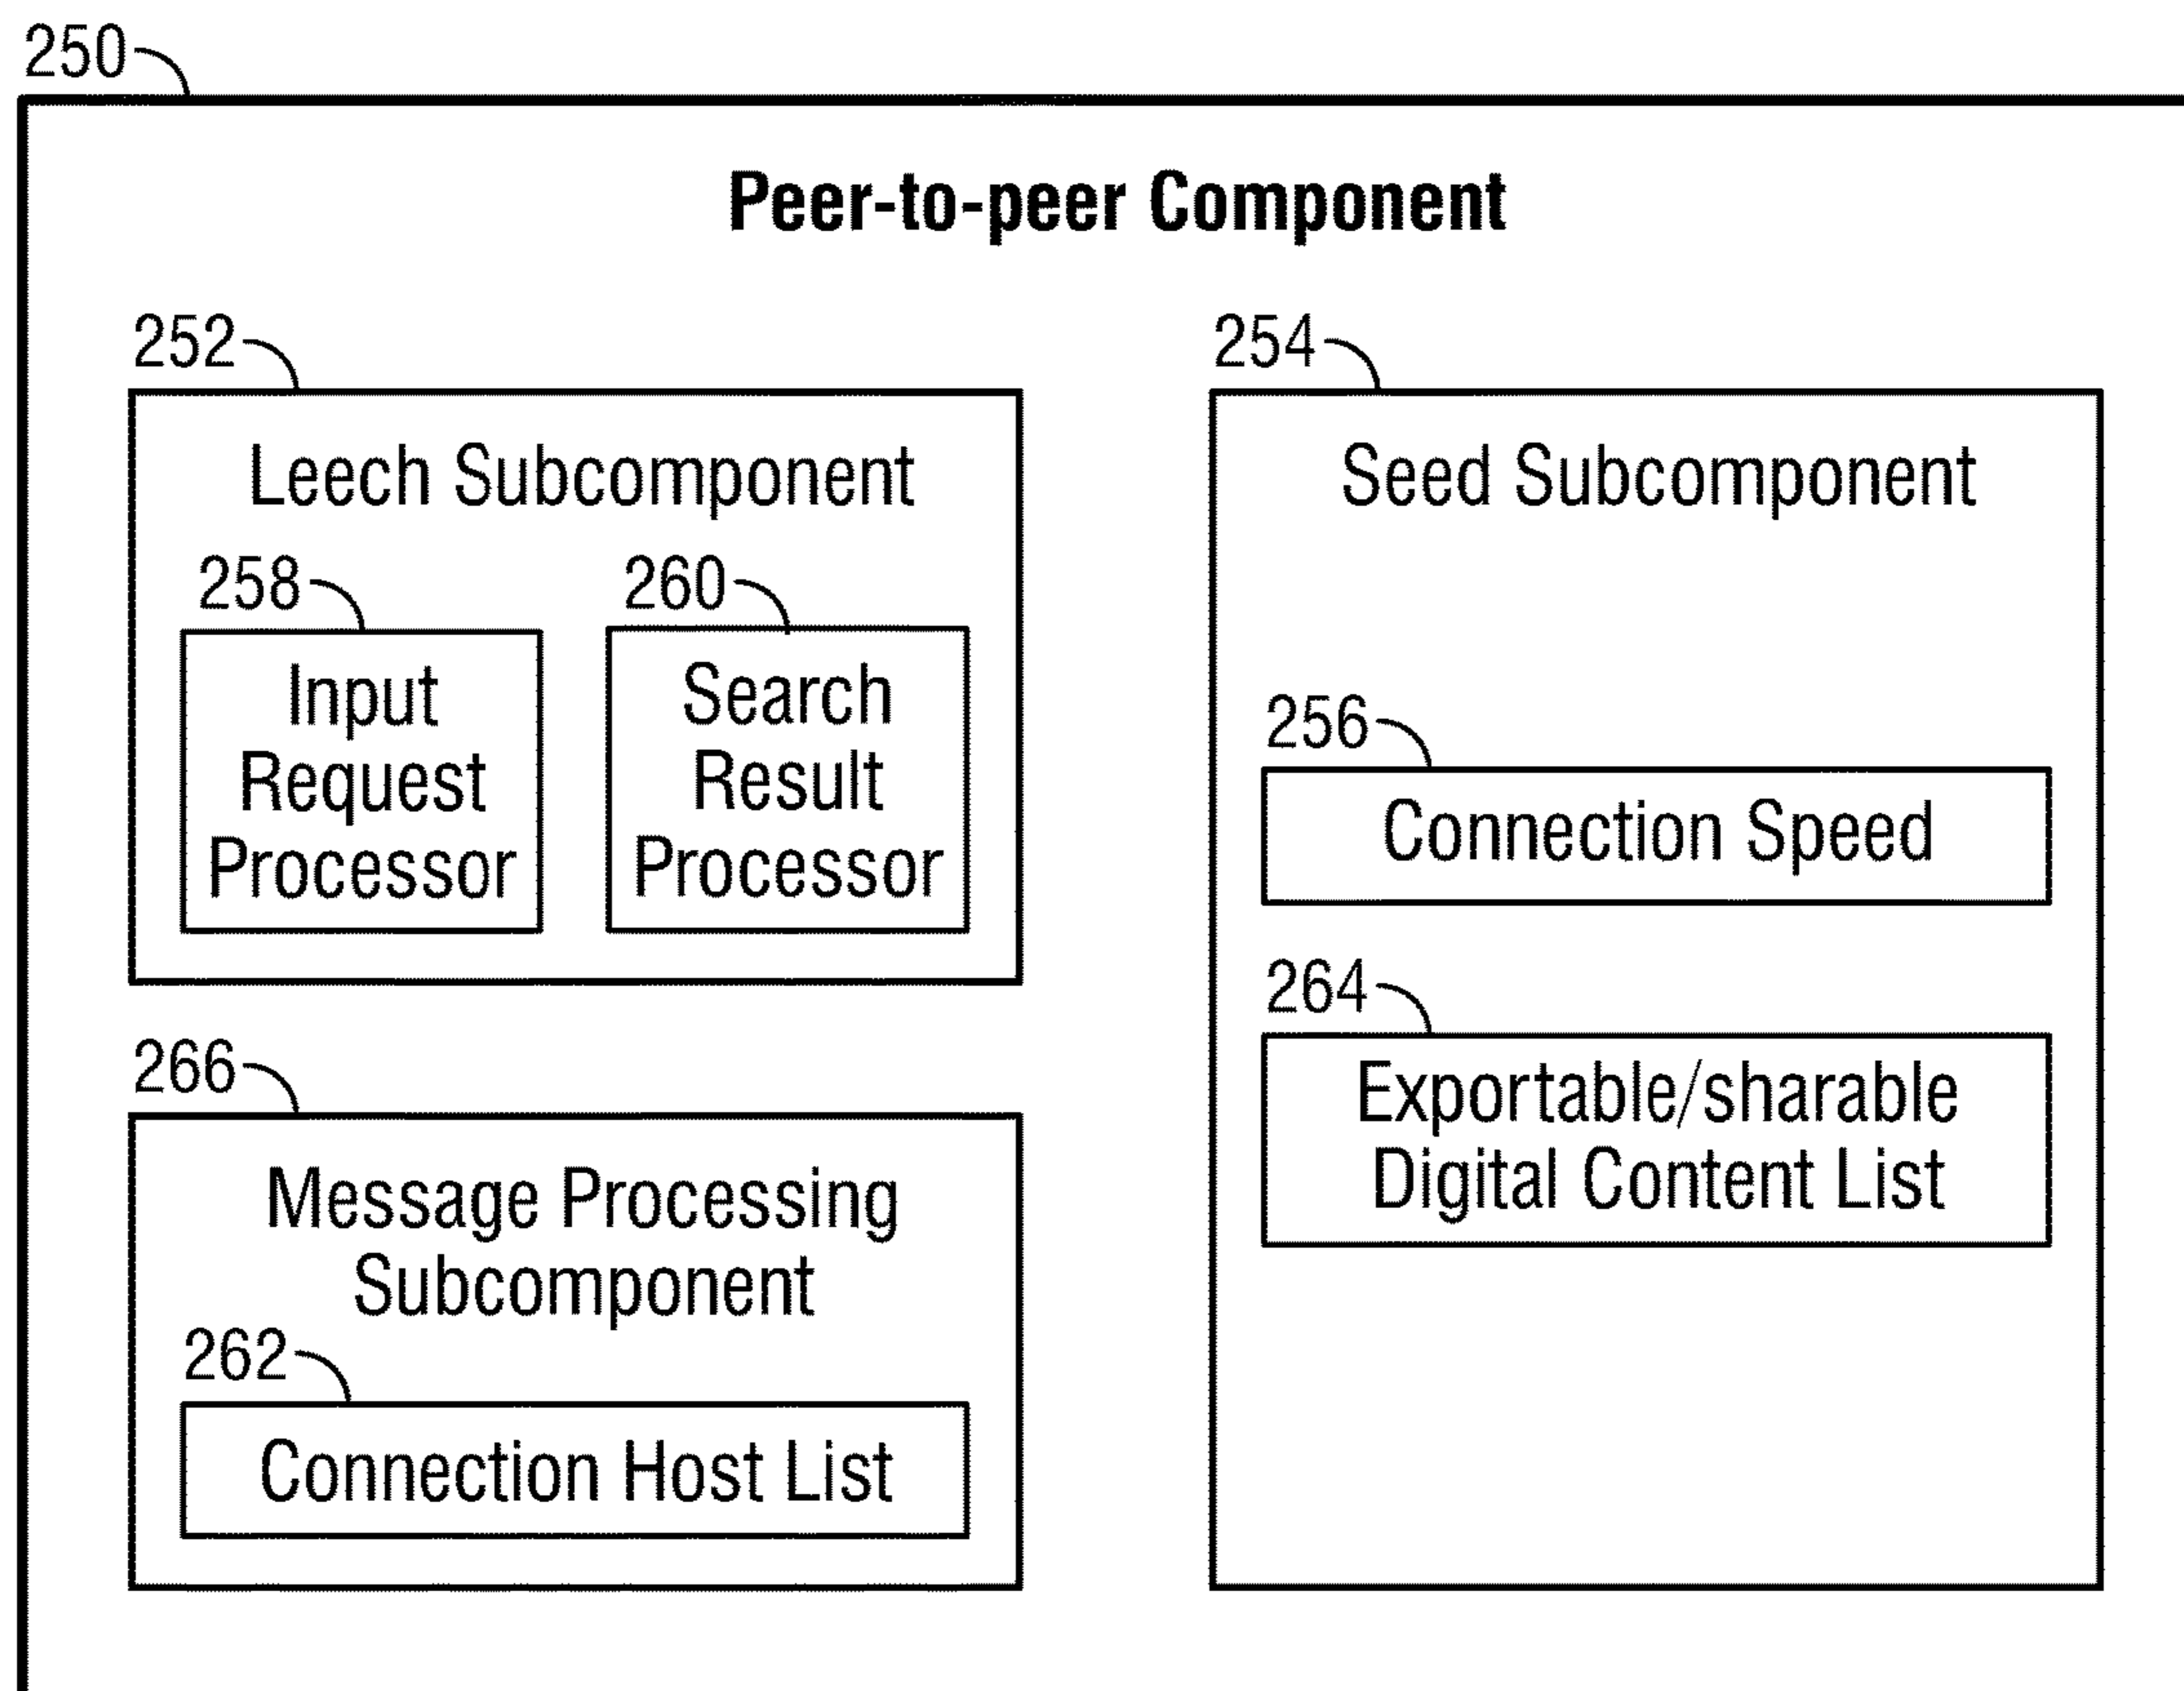 250
Peer-to-peer Component
252
Leech Subcomponent
258
Input
Request
Processor
260
Search
Result
Processor
266
Message Processing
Subcomponent
262
Connection Host List
254
Seed Subcomponent
256
Connection Speed
264
Exportable/sharable
Digital Content List